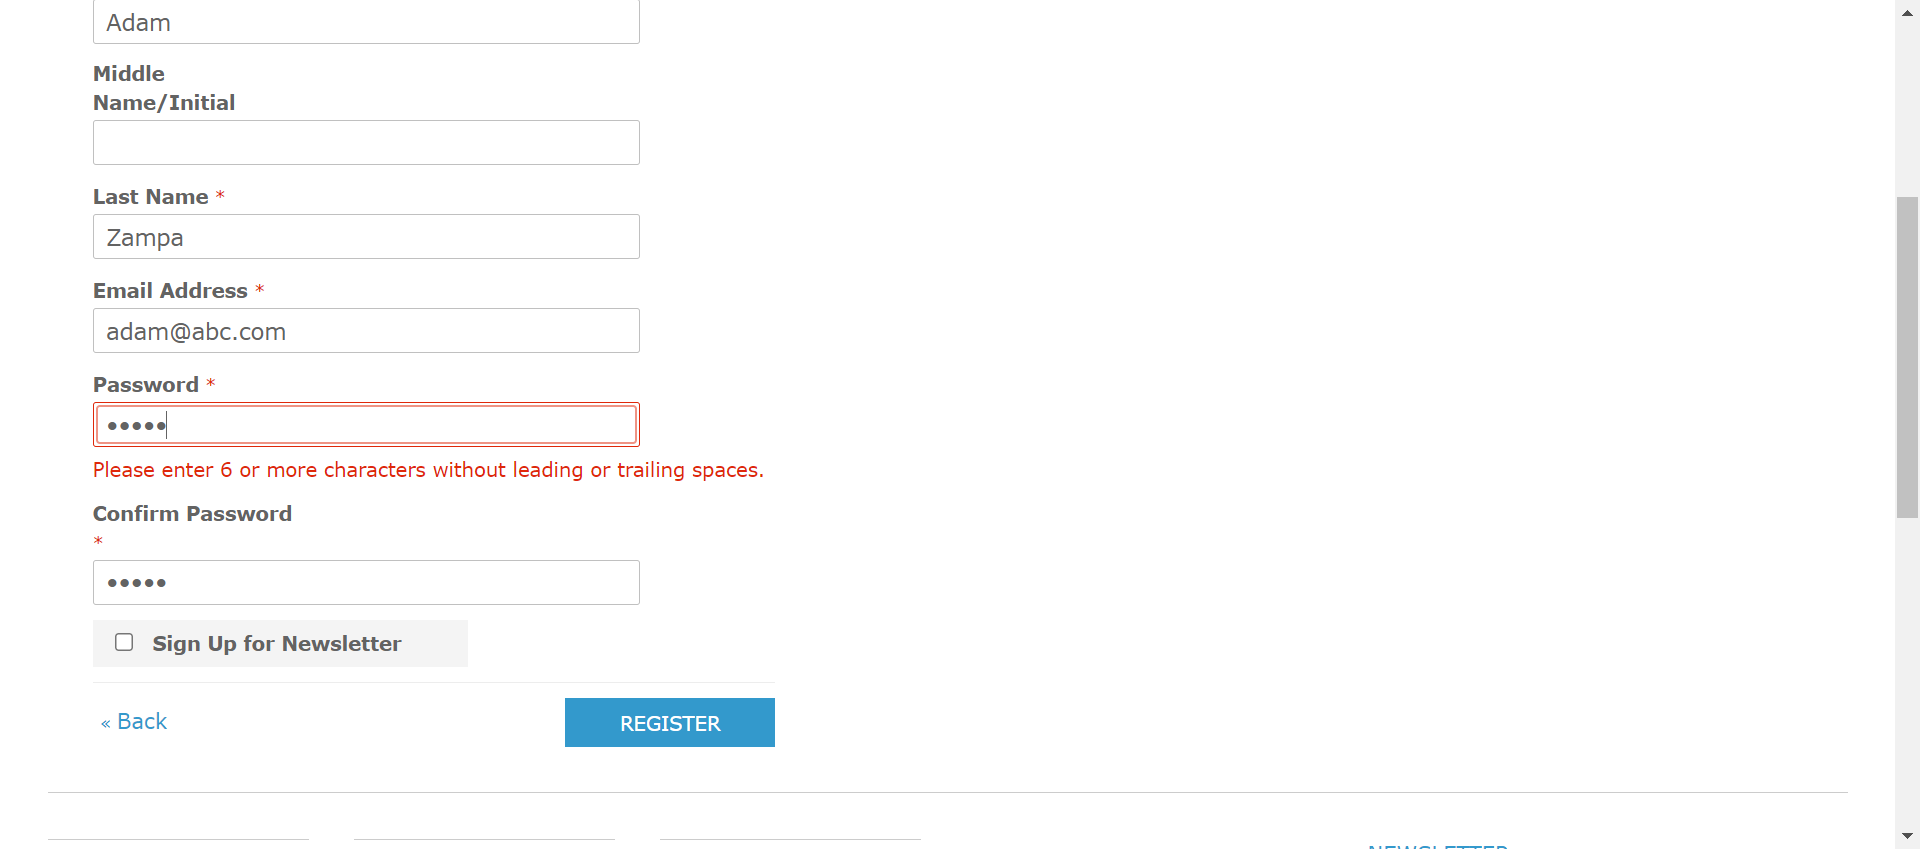 Adam
Middle
Name/Initial
Last Name *
Zampa
Email Address *
adam@abc.com
Password *
•••••
Please enter 6 or more characters without leading or trailing spaces.
Confirm Password
*
•••••
Sign Up for Newsletter
« Back
REGISTER
NEWSLETTER